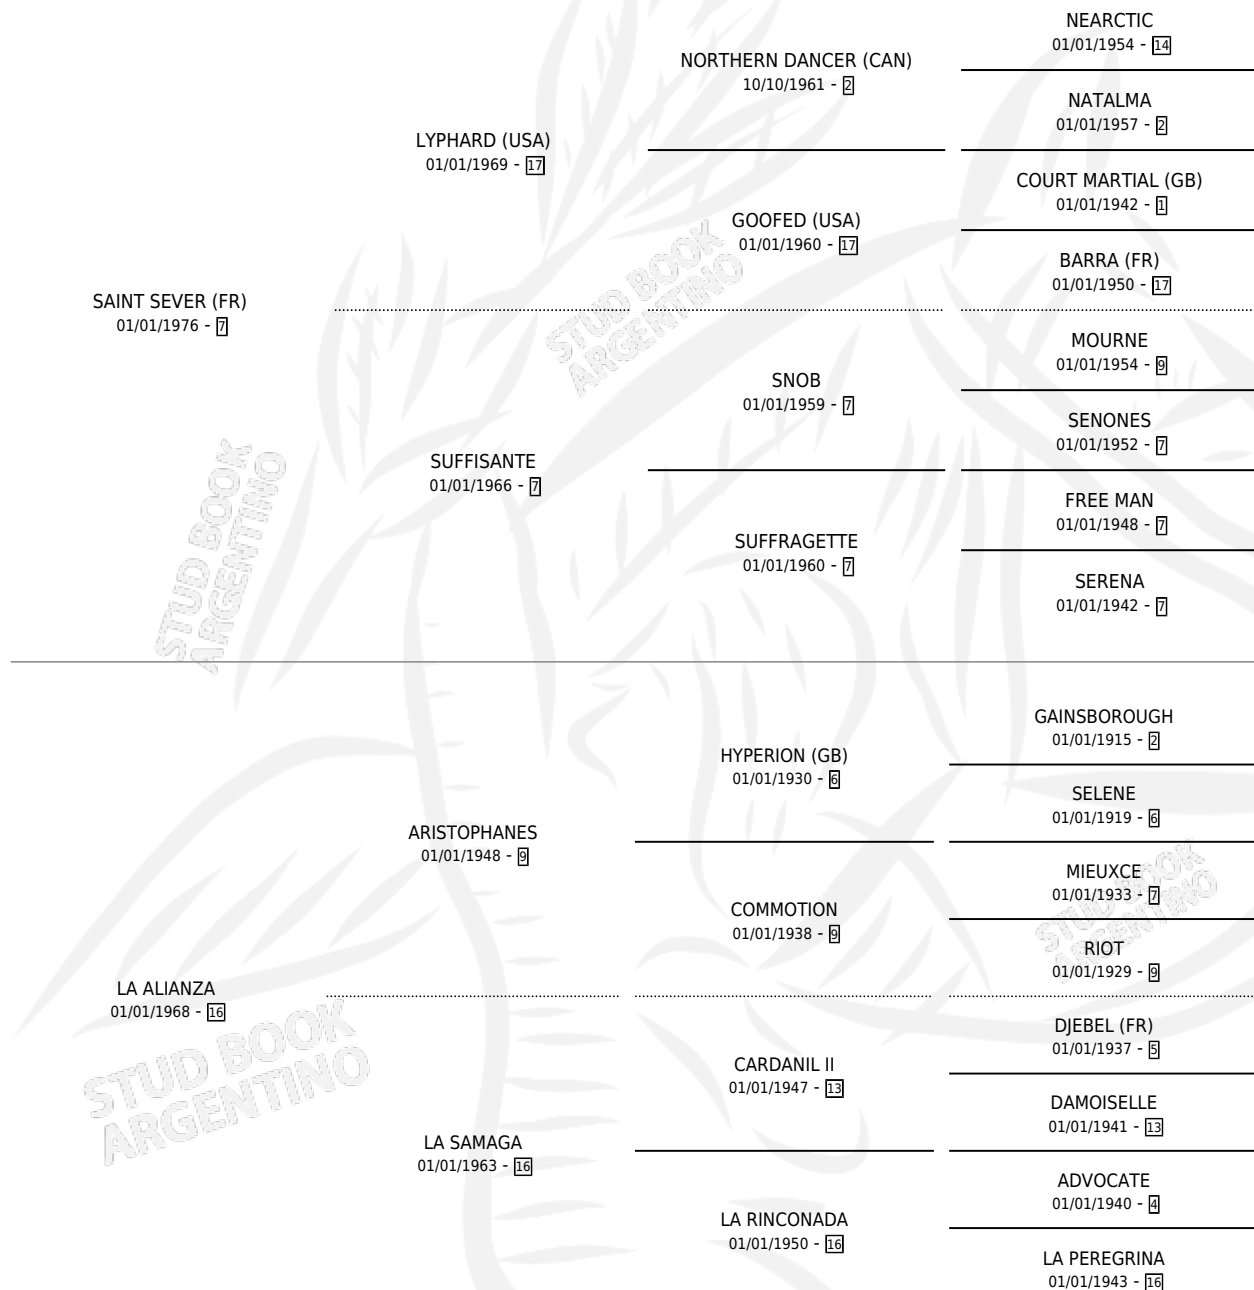 SAINT SEVER (FR)
01/01/1976 - 7
LYPHARD (USA)
01/01/1969 - 17
SUFFISANTE
01/01/1966 - 7
NORTHERN DANCER (CAN)
10/10/1961 - 2
GOOFED (USA)
01/01/1960 - 17
SNOB
01/01/1959 - 7
SUFFRAGETTE
01/01/1960 - 7
NEARCTIC
01/01/1954 - 14
NATALMA
01/01/1957 - 2
COURT MARTIAL (GB)
01/01/1942 - 1
BARRA (FR)
01/01/1950 - 17
MOURNE
01/01/1954 - 9
SENONES
01/01/1952 - 7
FREE MAN
01/01/1948 - 7
SERENA
01/01/1942 - 7
LA ALIANZA
01/01/1968 - 16
ARISTOPHANES
01/01/1948 - 9
LA SAMAGA
01/01/1963 - 16
HYPERION (GB)
01/01/1930 - 6
COMMOTION
01/01/1938 - 9
CARDANIL II
01/01/1947 - 13
LA RINCONADA
01/01/1950 - 16
GAINSBOROUGH
01/01/1915 - 2
SELENE
01/01/1919 - 6
MIEUXCE
01/01/1933 - 7
RIOT
01/01/1929 - 9
DJEBEL (FR)
01/01/1937 - 5
DAMOISELLE
01/01/1941 - 13
ADVOCATE
01/01/1940 - 4
LA PEREGRINA
01/01/1943 - 16
STUD BOOK
ARGENTINO
STUD BOOK
ARGENTINO
STUD BOOK
ARGENTINO
STUD BOOK
ARGENTINO